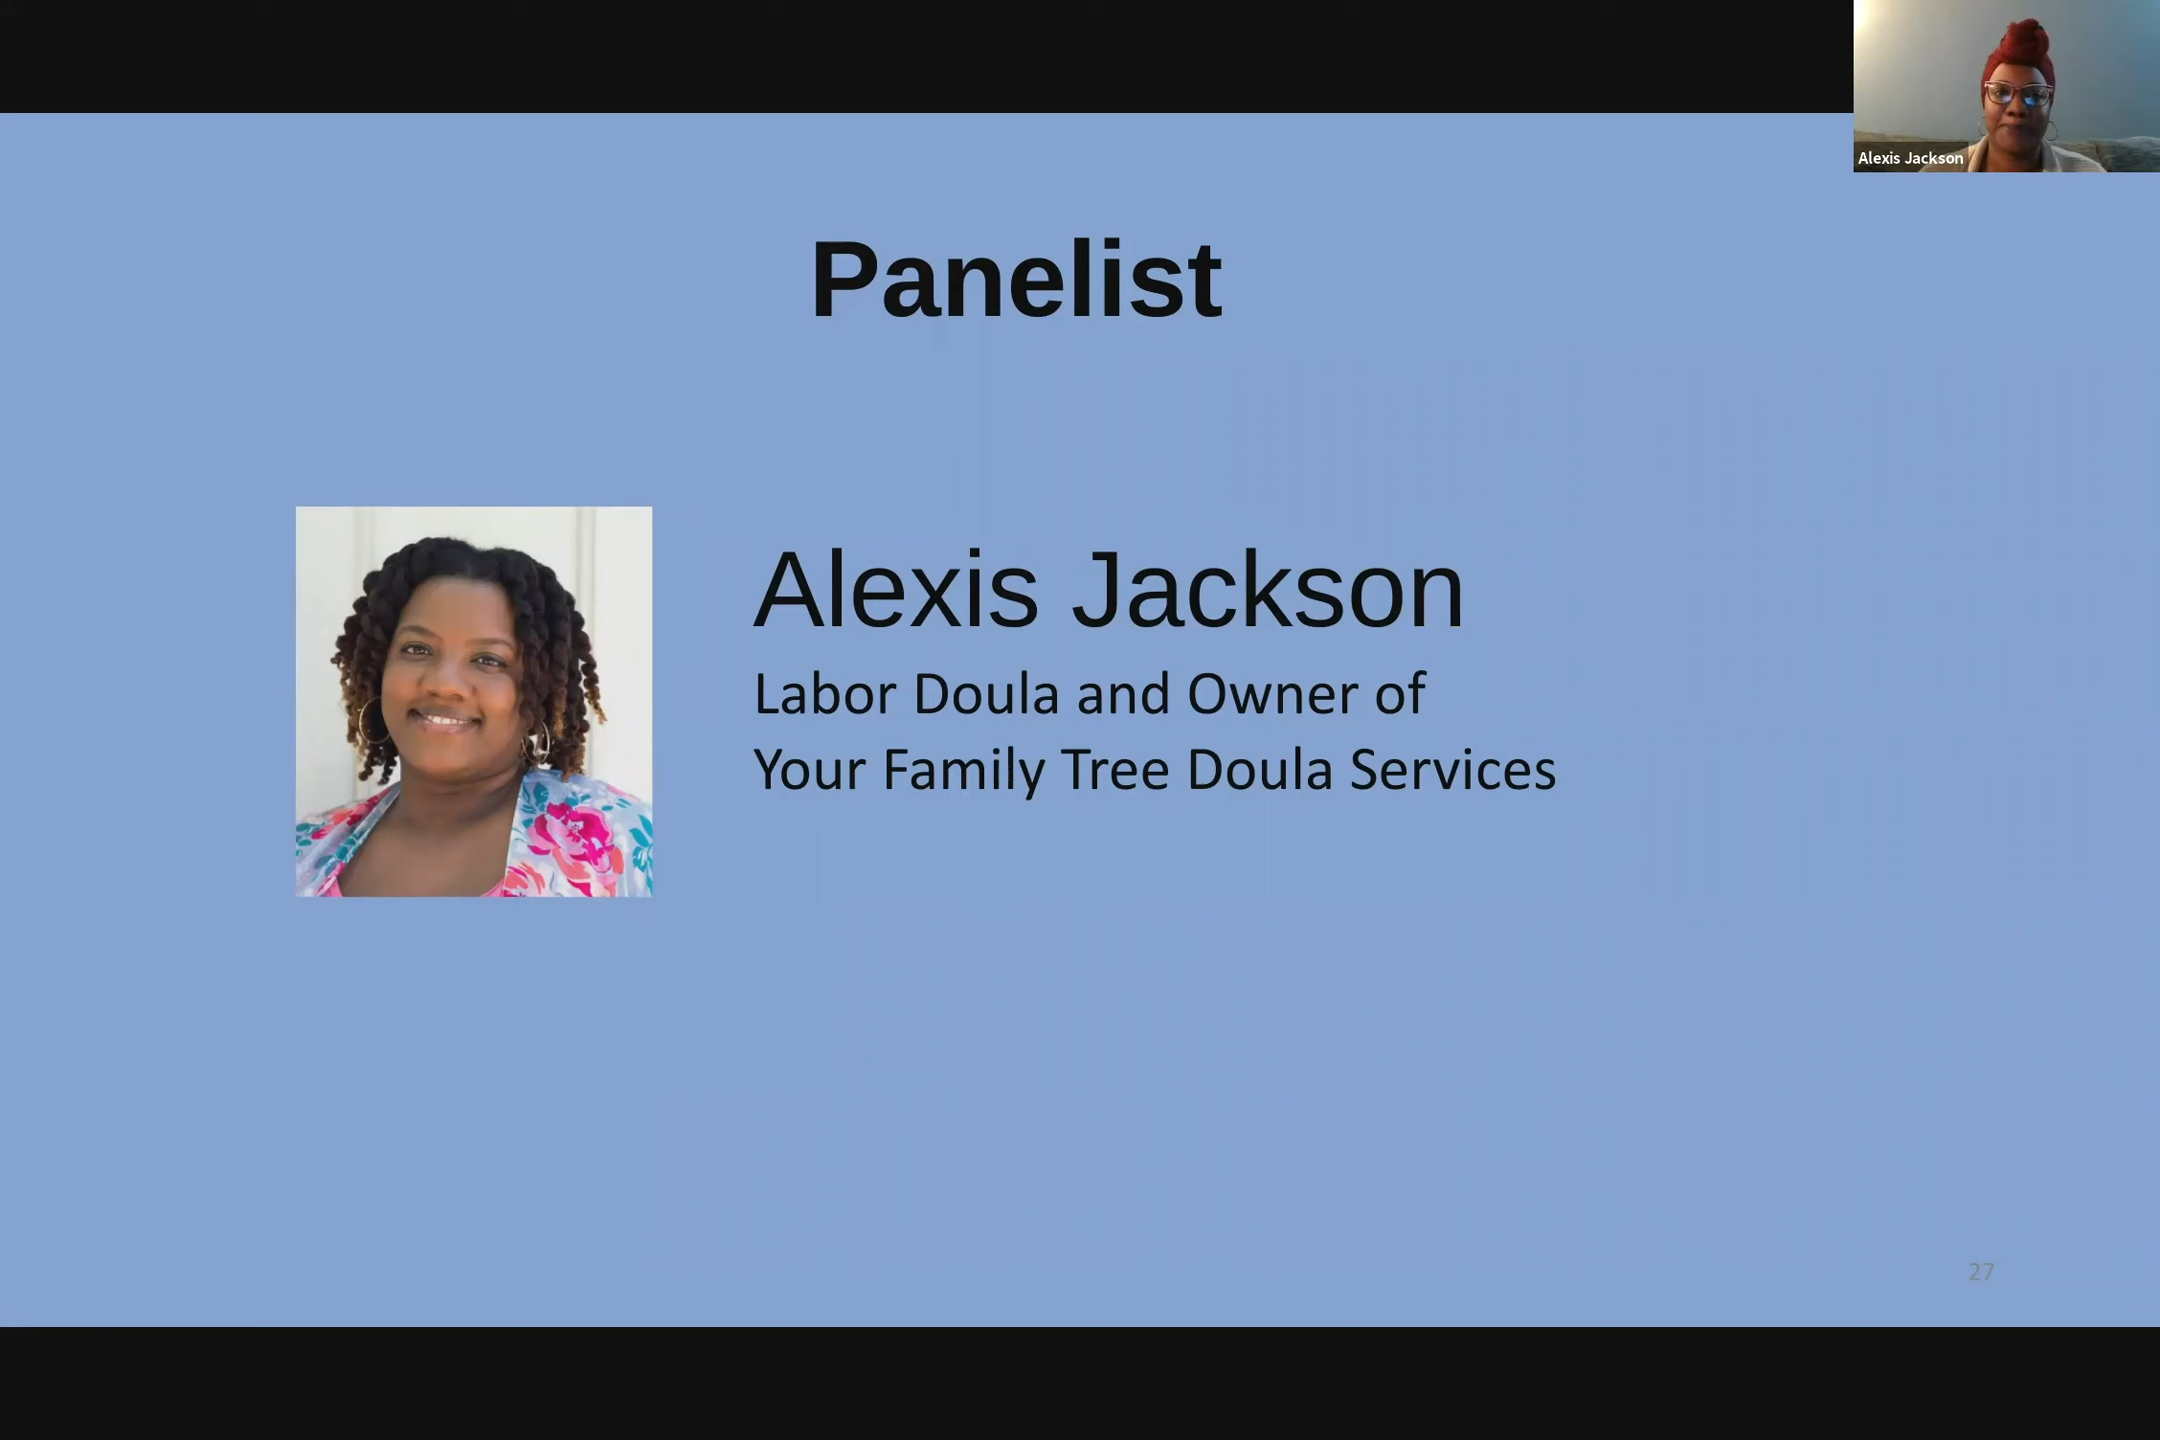 Alexis Jackson
Panelist
Alexis Jackson
Labor Doula and Owner of
Your Family Tree Doula Services
27